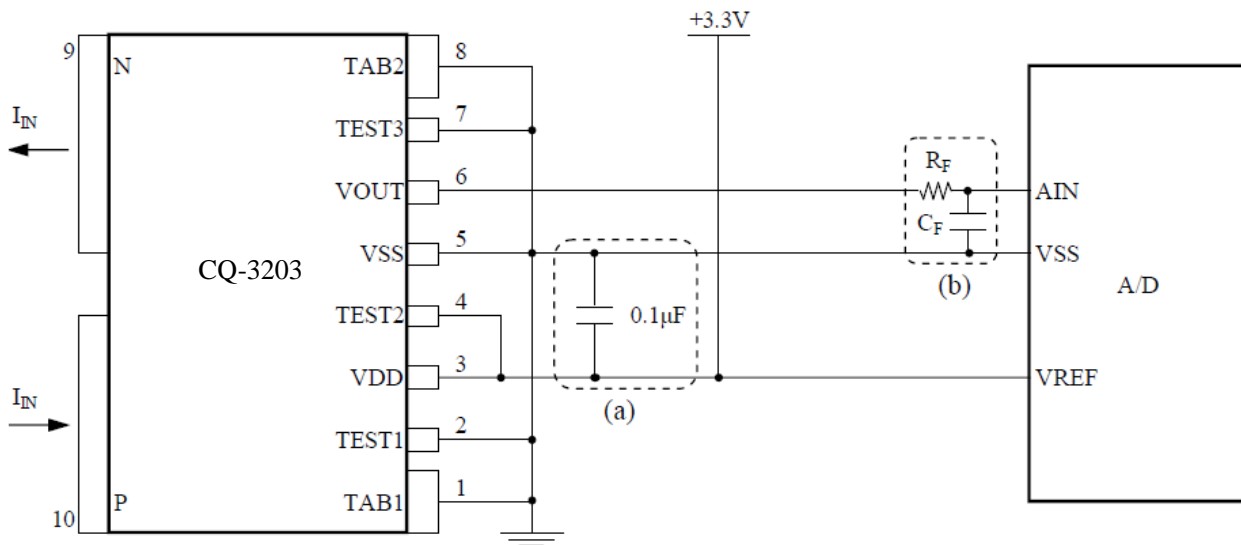 +3.3V
9
N
TAB2
8
I_IN
TEST3
7
R_F
VOUT
6
AIN
C_F
VSS
5
VSS
CQ-3203
(b)
A/D
TEST2
4
0.1μF
VDD
3
VREF
I_IN
(a)
TEST1
2
10
P
TAB1
1